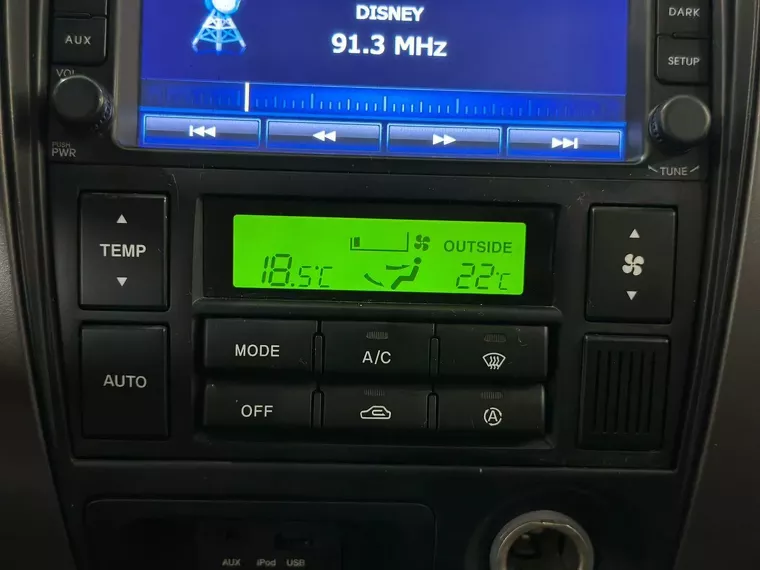 DISNEY
DARK
AUX
91.3 MHz
SETUP
VOL
PUSH
PWR
TUNE
TEMP
OUTSIDE
18.5°C
22°C
MODE
A/C
AUTO
OFF
A
AUX iPod USB